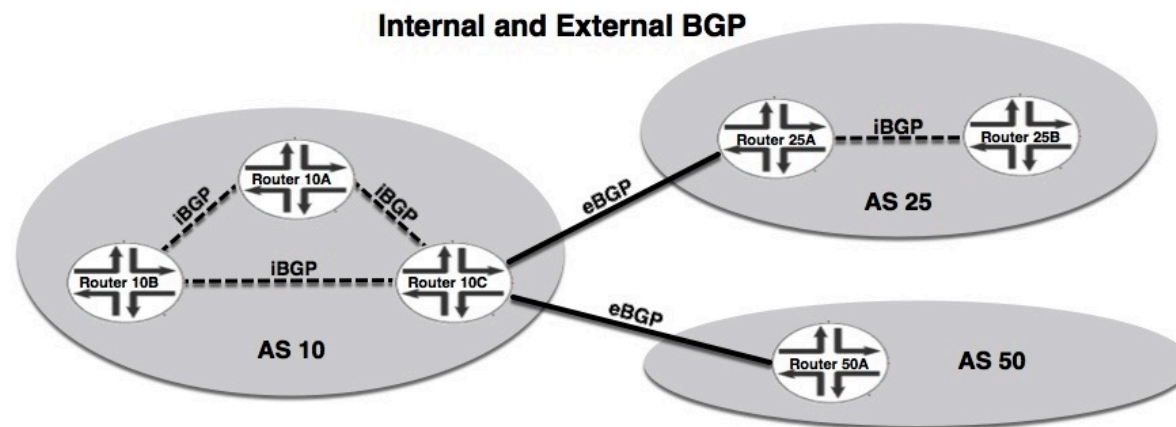 Internal and External BGP
Router 10A
iBGP
iBGP
Router 10B
iBGP
Router 10C
AS 10
eBGP
eBGP
Router 25A
iBGP
Router 25B
AS 25
Router 50A
AS 50